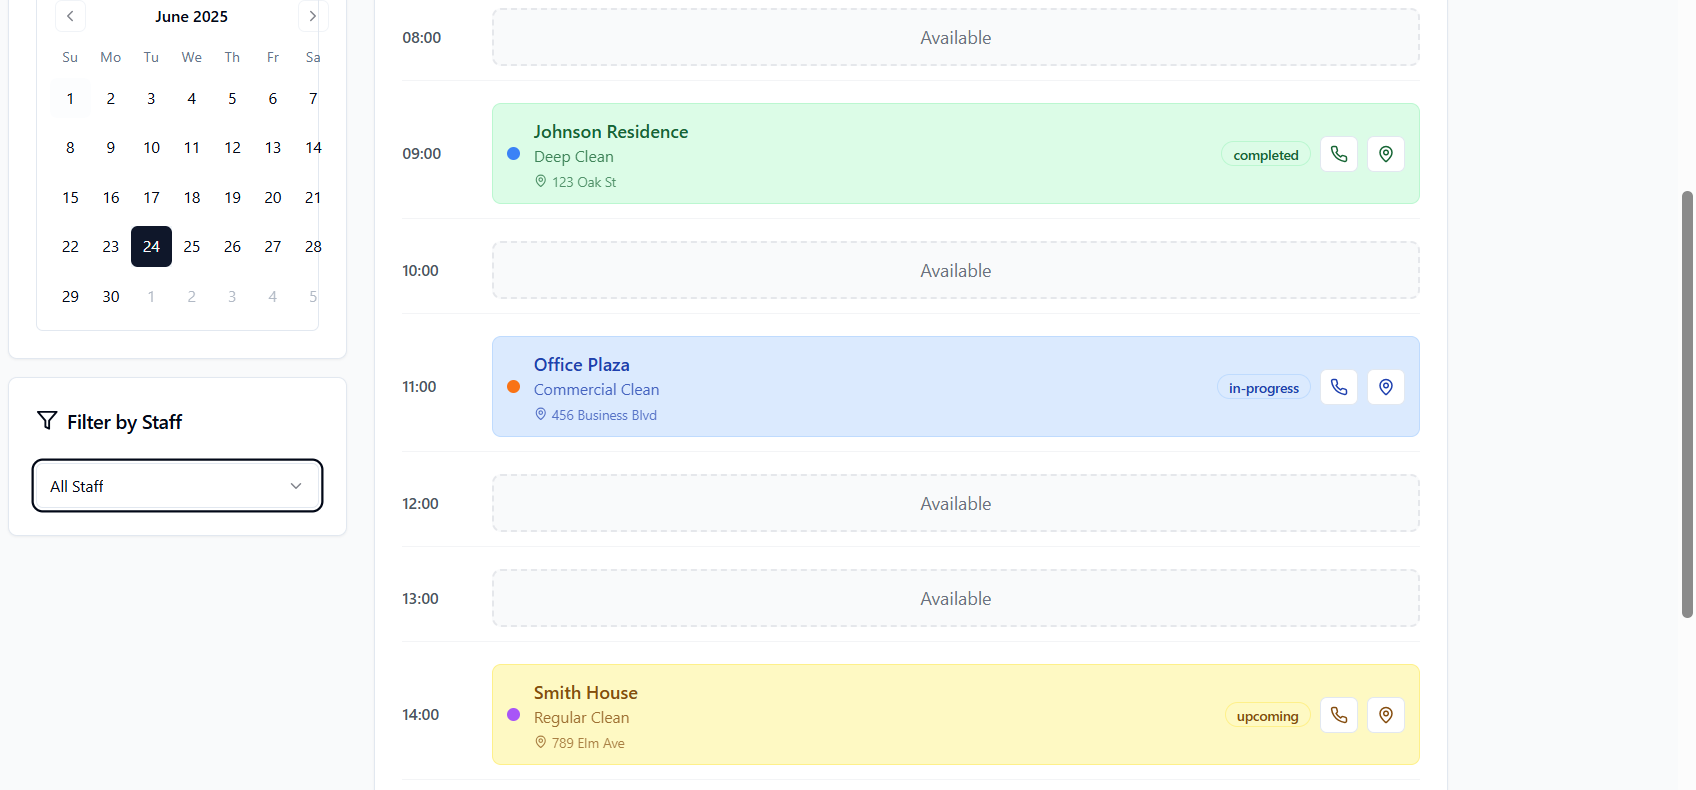 June 2025
Su Mo Tu We Th Fr Sa
1 2 3 4 5 6 7
8 9 10 11 12 13 14
15 16 17 18 19 20 21
22 23 24 25 26 27 28
29 30 1 2 3 4 5
Filter by Staff
All Staff
08:00 Available
09:00
Johnson Residence
Deep Clean
123 Oak St
completed
10:00 Available
11:00
Office Plaza
Commercial Clean
456 Business Blvd
in-progress
12:00 Available
13:00 Available
14:00
Smith House
Regular Clean
789 Elm Ave
upcoming